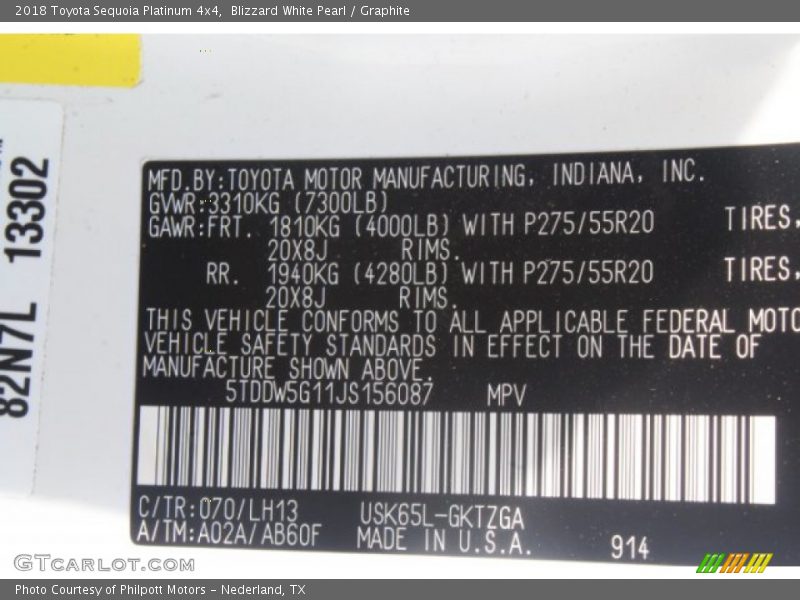 2018 Toyota Sequoia Platinum 4x4, Blizzard White Pearl / Graphite
13302
82N7L
MFD.BY:TOYOTA MOTOR MANUFACTURING, INDIANA, INC.
GVWR:3310KG (7300LB)
GAWR:FRT. 1810KG (4000LB) WITH P275/55R20 TIRES,
20X8J RIMS.
RR. 1940KG (4280LB) WITH P275/55R20 TIRES,
20X8J RIMS.
THIS VEHICLE CONFORMS TO ALL APPLICABLE FEDERAL MOTO
VEHICLE SAFETY STANDARDS IN EFFECT ON THE DATE OF
MANUFACTURE SHOWN ABOVE.
5TDDW5G11JS156087 MPV
C/TR:070/LH13 USK65L-GKTZGA
A/TM:A02A/AB60F MADE IN U.S.A. 914
GTCARLOT.COM
Photo Courtesy of Philpott Motors - Nederland, TX